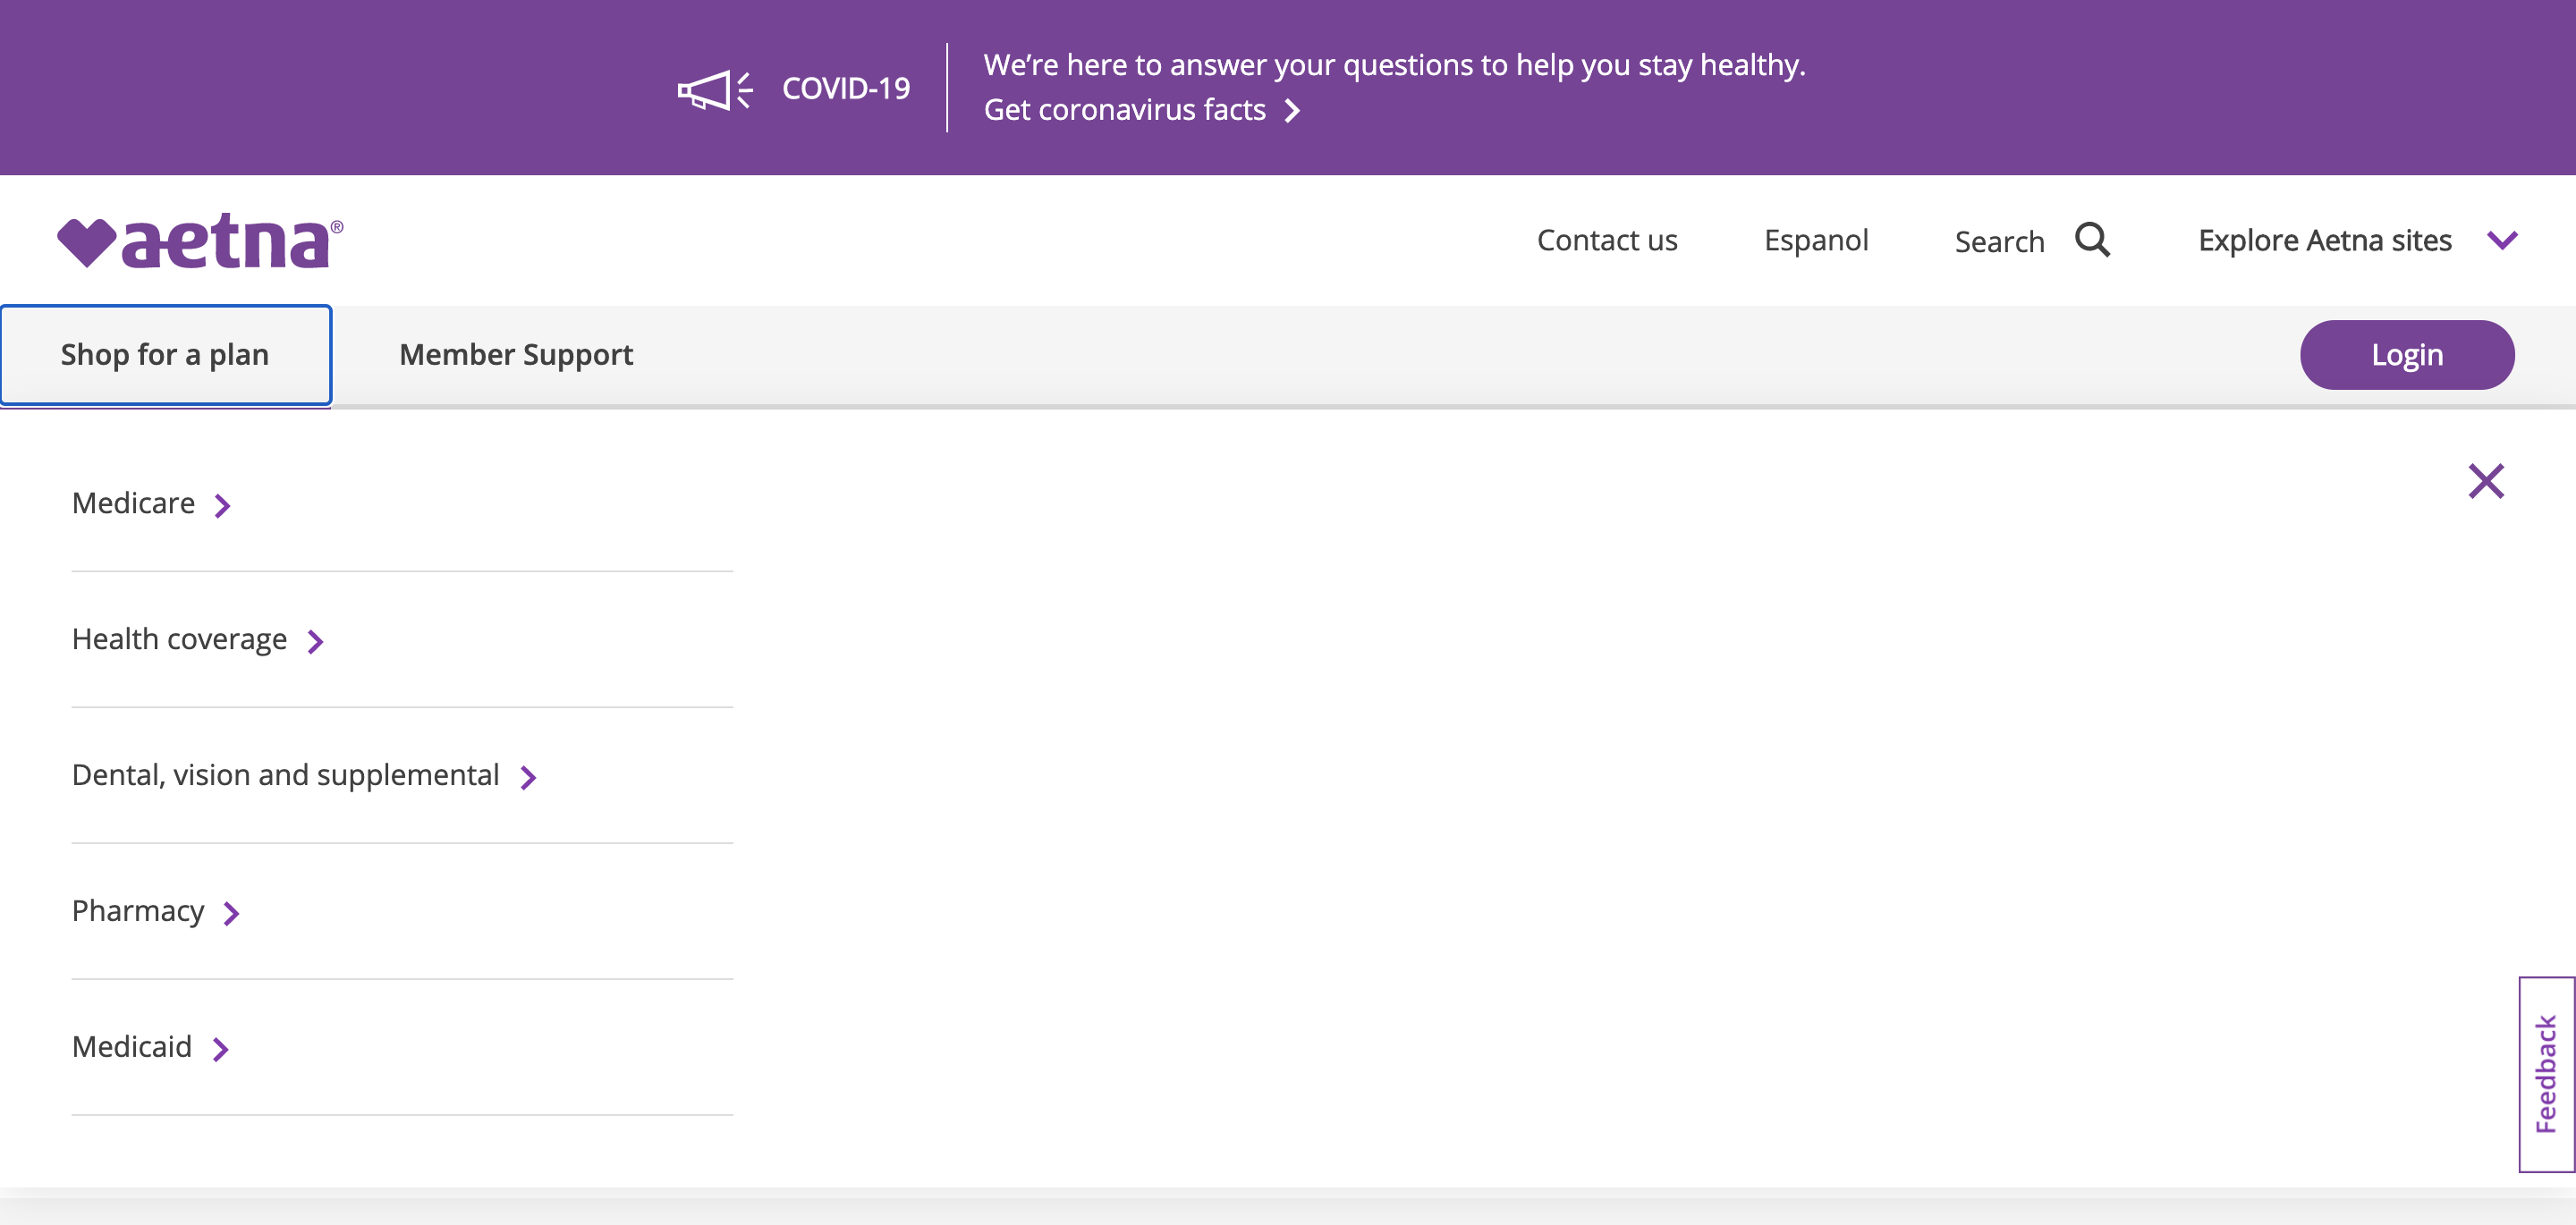 COVID-19
We’re here to answer your questions to help you stay healthy.
Get coronavirus facts
aetna®
Contact us
Espanol
Search
Explore Aetna sites
Shop for a plan
Member Support
Login
Medicare
Health coverage
Dental, vision and supplemental
Pharmacy
Medicaid
Feedback